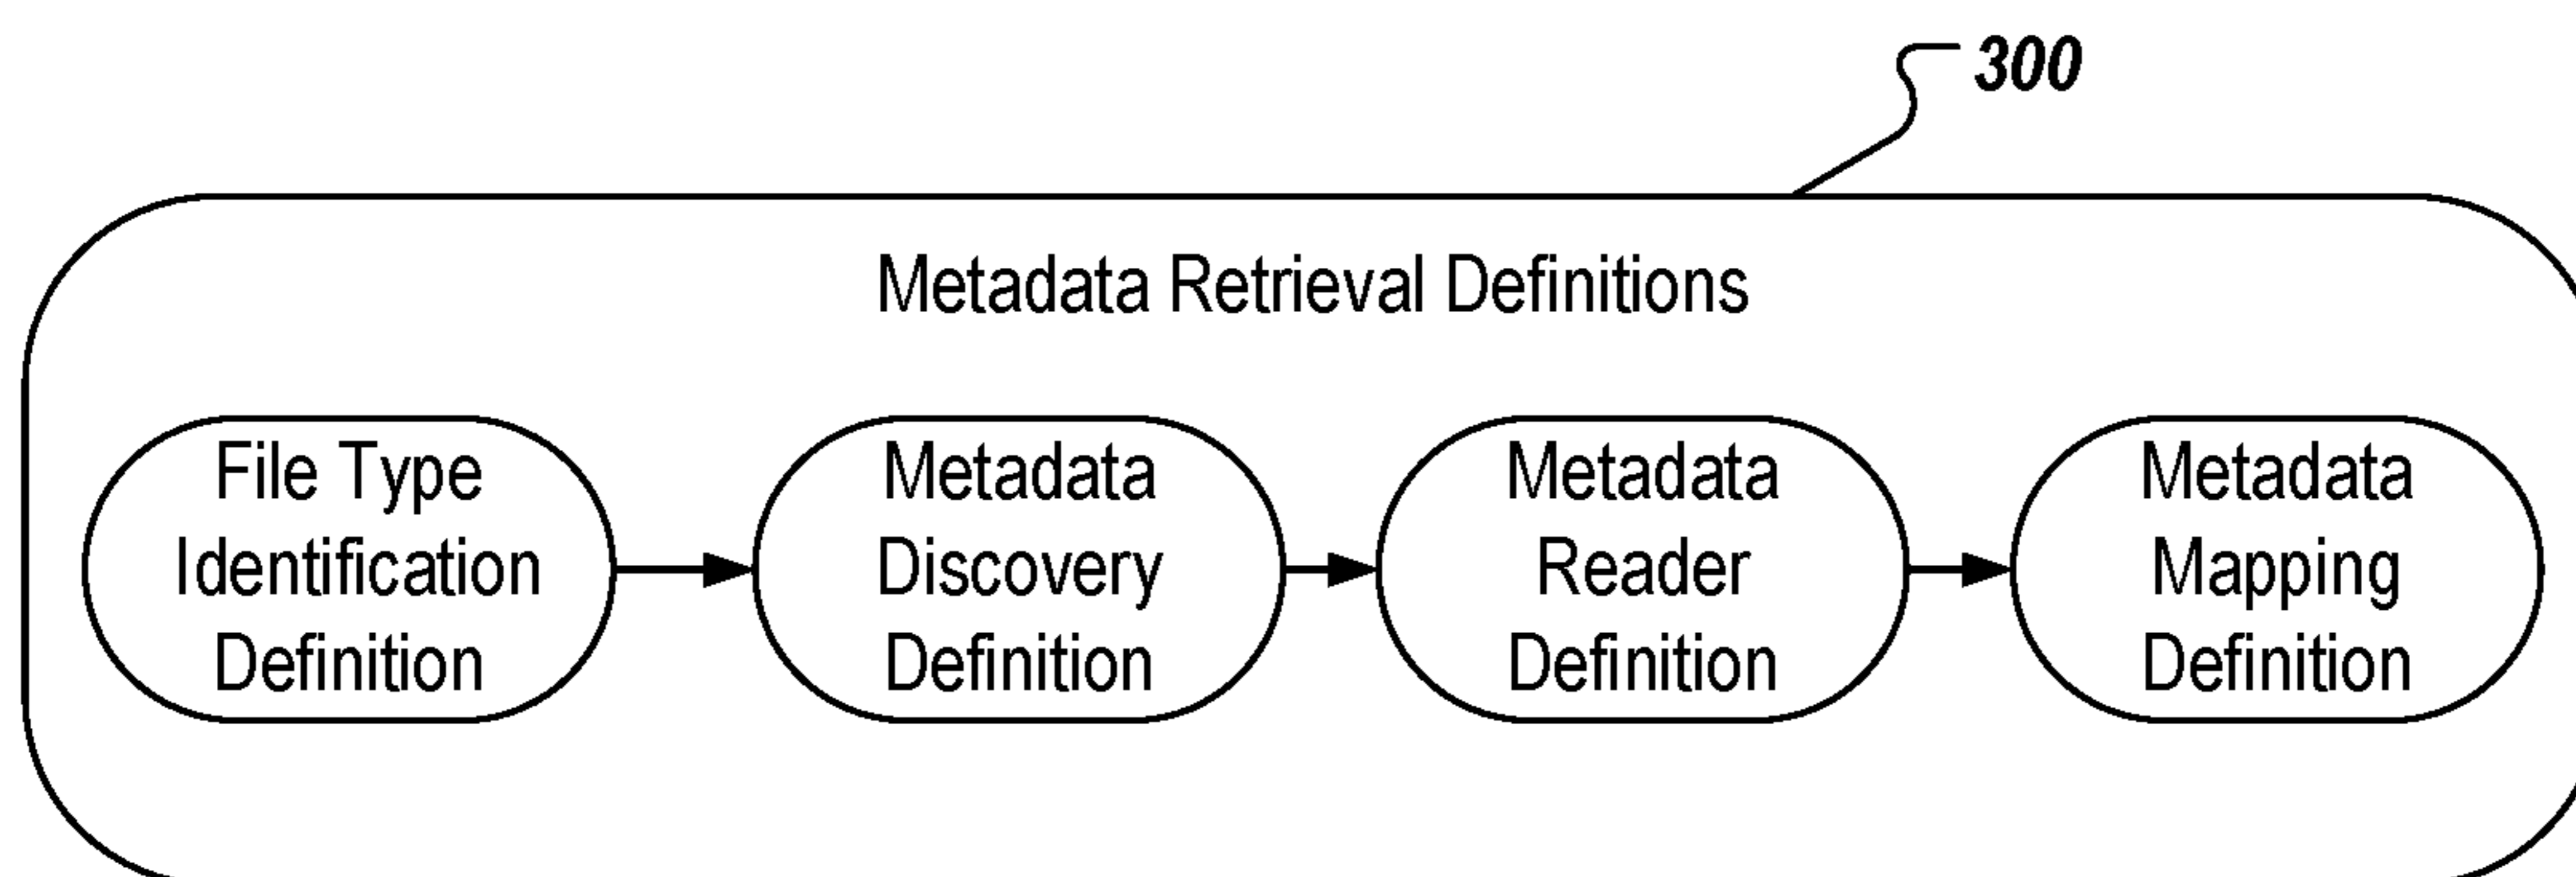 300
Metadata Retrieval Definitions
File Type
Identification
Definition
Metadata
Discovery
Definition
Metadata
Reader
Definition
Metadata
Mapping
Definition